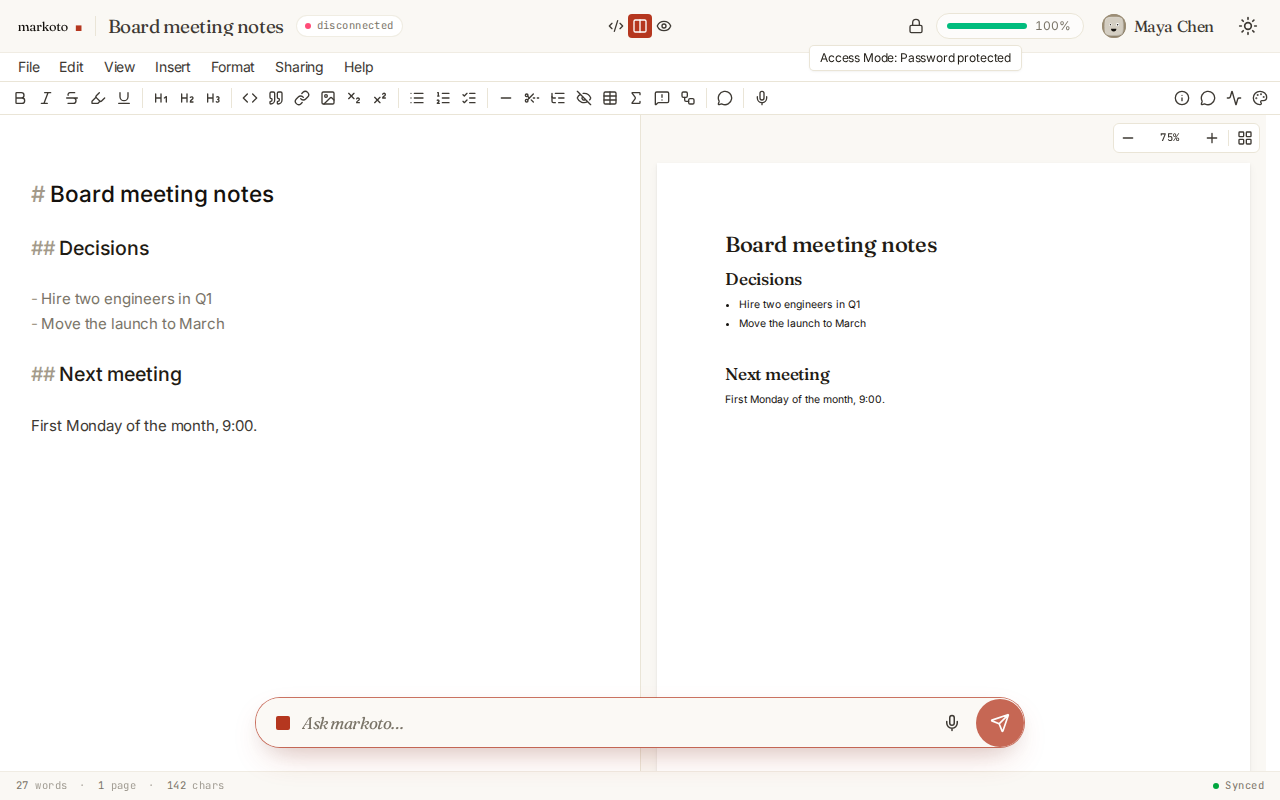 markoto
Board meeting notes
disconnected
100%
Maya Chen
Access Mode: Password protected
File Edit View Insert Format Sharing Help
H1 H2 H3
75%
# Board meeting notes
## Decisions
- Hire two engineers in Q1
- Move the launch to March
## Next meeting
First Monday of the month, 9:00.
Board meeting notes
Decisions
• Hire two engineers in Q1
• Move the launch to March
Next meeting
First Monday of the month, 9:00.
Ask markoto...
27 words · 1 page · 142 chars
Synced